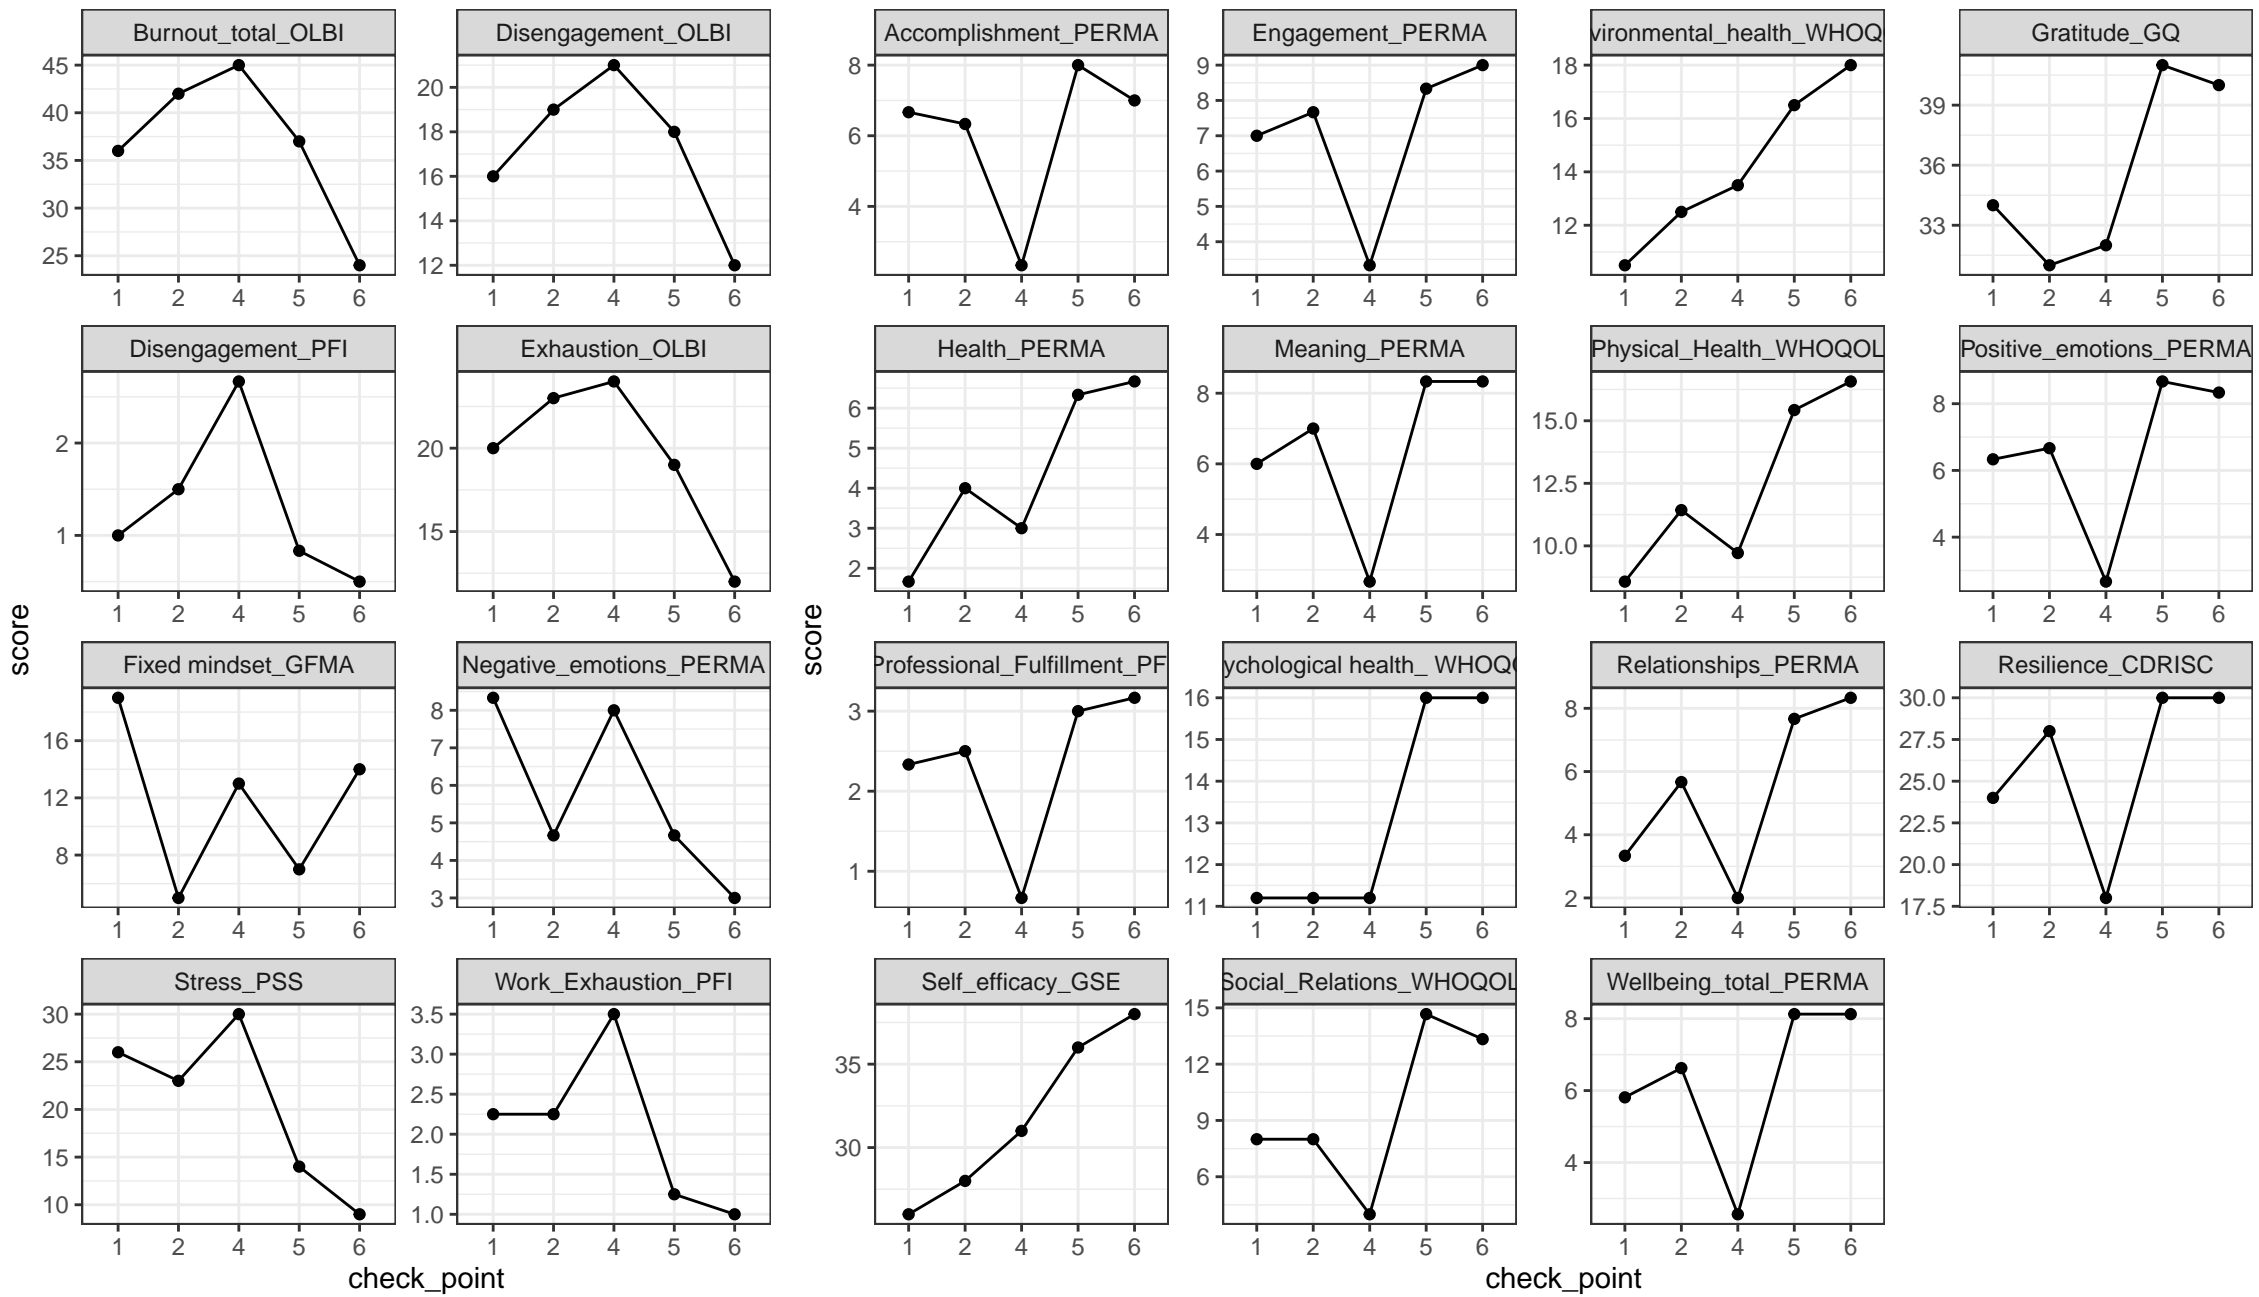 Burnout_total_OLBI
45
40
35
30
25
1 2 4 5 6
Disengagement_OLBI
20
18
16
14
12
1 2 4 5 6
Disengagement_PFI
2
1
1 2 4 5 6
Exhaustion_OLBI
20
15
1 2 4 5 6
Fixed mindset_GFMA
16
12
8
1 2 4 5 6
Negative_emotions_PERMA
8
7
6
5
4
3
1 2 4 5 6
Stress_PSS
30
25
20
15
10
1 2 4 5 6
Work_Exhaustion_PFI
3.5
3.0
2.5
2.0
1.5
1.0
1 2 4 5 6
score
check_point
Accomplishment_PERMA
8
6
4
1 2 4 5 6
Engagement_PERMA
9
8
7
6
5
4
1 2 4 5 6
vironmental_health_WHOQ
18
16
14
12
1 2 4 5 6
Gratitude_GQ
39
36
33
1 2 4 5 6
Health_PERMA
6
5
4
3
2
1 2 4 5 6
Meaning_PERMA
8
6
4
1 2 4 5 6
Physical_Health_WHOQOL
15.0
12.5
10.0
1 2 4 5 6
Positive_emotions_PERMA
8
6
4
1 2 4 5 6
Professional_Fulfillment_PF
3
2
1
1 2 4 5 6
ychological health_ WHOQ
16
15
14
13
12
11
1 2 4 5 6
Relationships_PERMA
8
6
4
2
1 2 4 5 6
Resilience_CDRISC
30.0
27.5
25.0
22.5
20.0
17.5
1 2 4 5 6
Self_efficacy_GSE
35
30
1 2 4 5 6
Social_Relations_WHOQOL
15
12
9
6
1 2 4 5 6
Wellbeing_total_PERMA
8
6
4
1 2 4 5 6
score
check_point